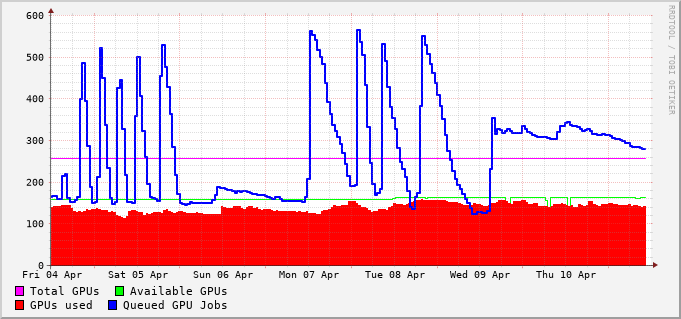 RRDTOOL / TOBI OETIKER
600
500
400
300
200
100
0
Fri 04 Apr Sat 05 Apr Sun 06 Apr Mon 07 Apr Tue 08 Apr Wed 09 Apr Thu 10 Apr
Total GPUs Available GPUs
GPUs used Queued GPU Jobs